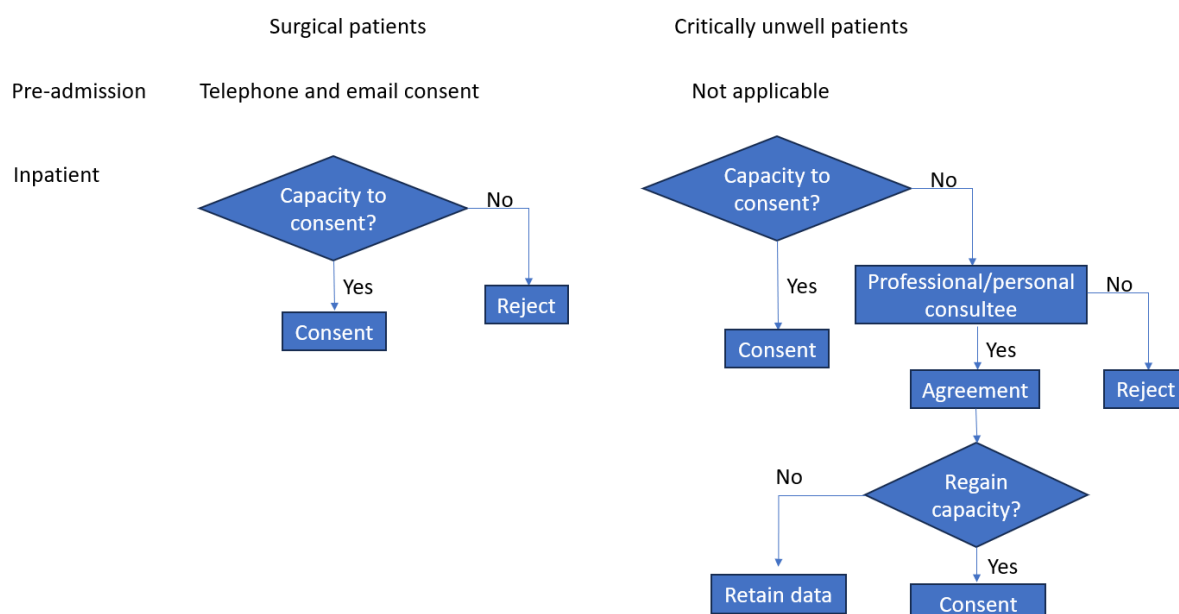 Surgical patients
Critically unwell patients
Pre-admission
Telephone and email consent
Not applicable
Inpatient
Capacity to
consent?
No
Yes
Consent
Reject
Capacity to
consent?
No
Yes
Consent
Professional/personal
consultee
No
Yes
Agreement
Reject
Regain
capacity?
No
Yes
Retain data
Consent